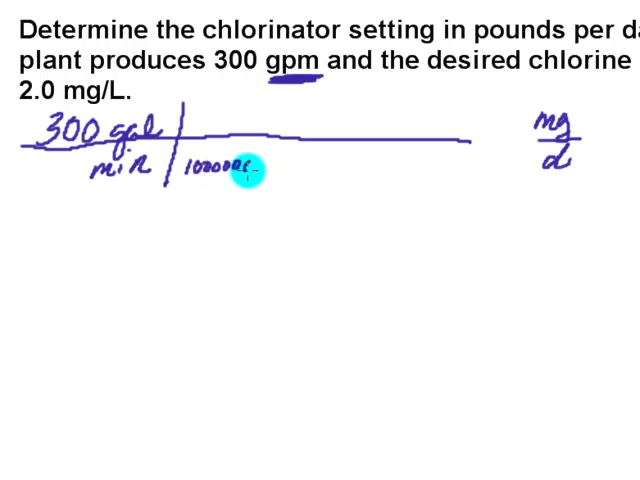 Determine the chlorinator setting in pounds per da
plant produces 300 gpm and the desired chlorine
2.0 mg/L.
300 gal mg
min d